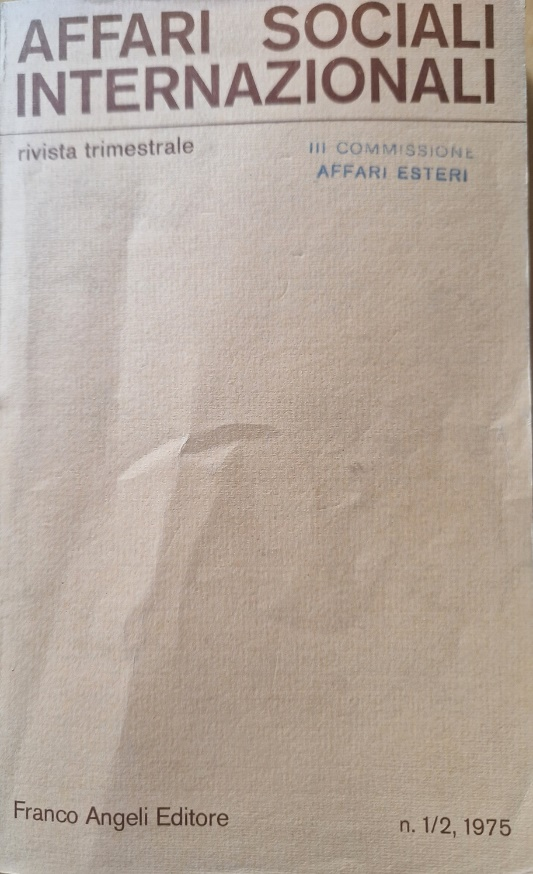 AFFARI SOCIALI
INTERNAZIONALI
rivista trimestrale
III COMMISSIONE
AFFARI ESTERI
Franco Angeli Editore
n. 1/2, 1975